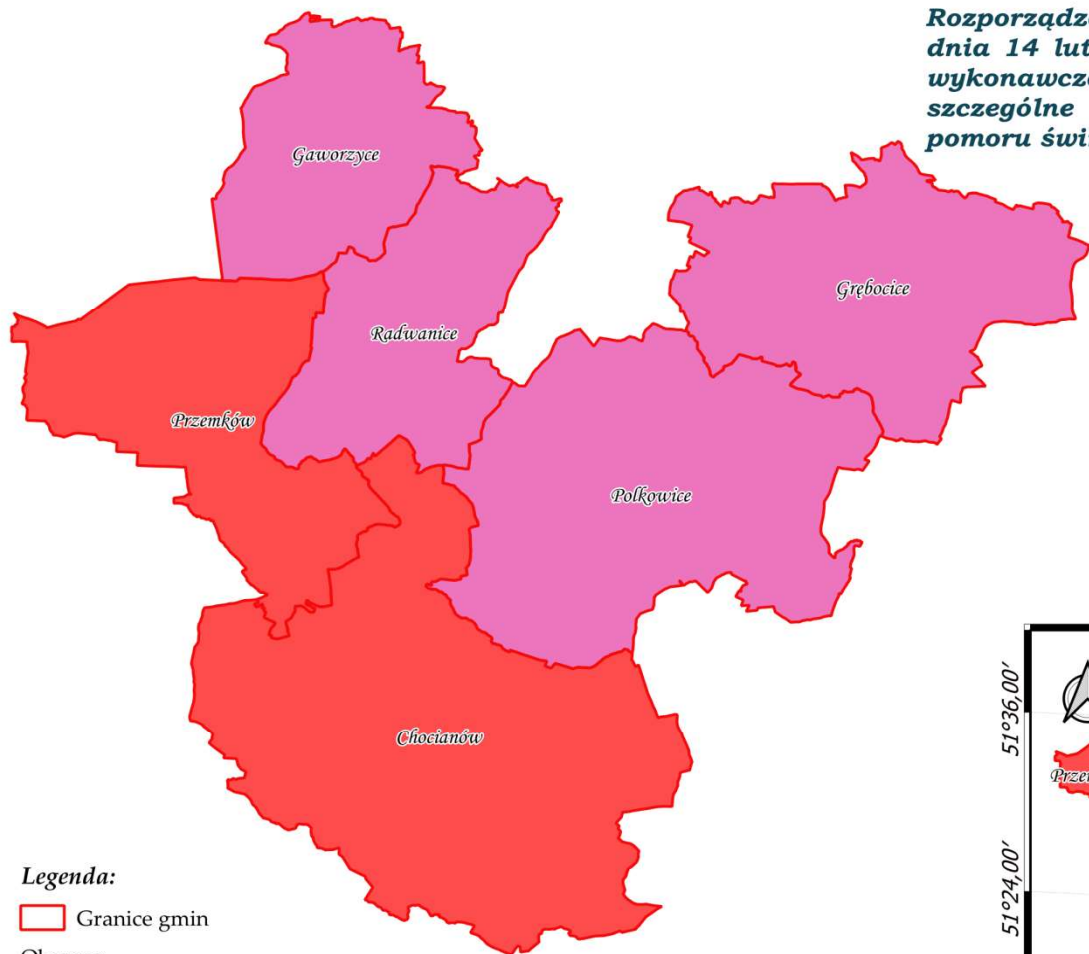 Rozporządz
dnia 14 lut
wykonawcz
szczególne
pomoru świ
Gaworzyce
Grębocice
Radwanice
Przemków
Polkowice
Chocianów
51°36,00'
Prze
51°24,00'
Legenda:
Granice gmin